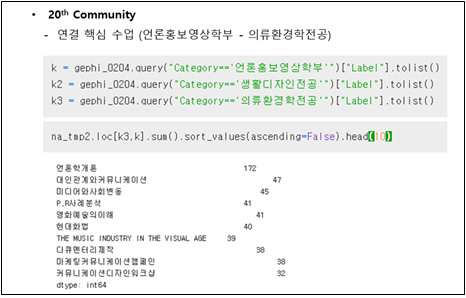 • 20th Community
- 연결 핵심 수업 (언론홍보영상학부 - 의류환경학전공)
k = gephi_0204.query("Category=='언론홍보영상학부'")["Label"].tolist()
k2 = gephi_0204.query("Category=='생활디자인전공'")["Label"].tolist()
k3 = gephi_0204.query("Category=='의류환경학전공'")["Label"].tolist()
na_tmp2.loc[k3,k].sum().sort_values(ascending=False).head(10)
언론학개론 172
대인관계와커뮤니케이션 47
미디어와사회변동 45
P.R사례분석 41
영화예술의이해 41
현대화법 40
THE MUSIC INDUSTRY IN THE VISUAL AGE 39
다큐멘터리제작 38
마케팅커뮤니케이션캠페인 38
커뮤니케이션디자인워크샵 32
dtype: int64